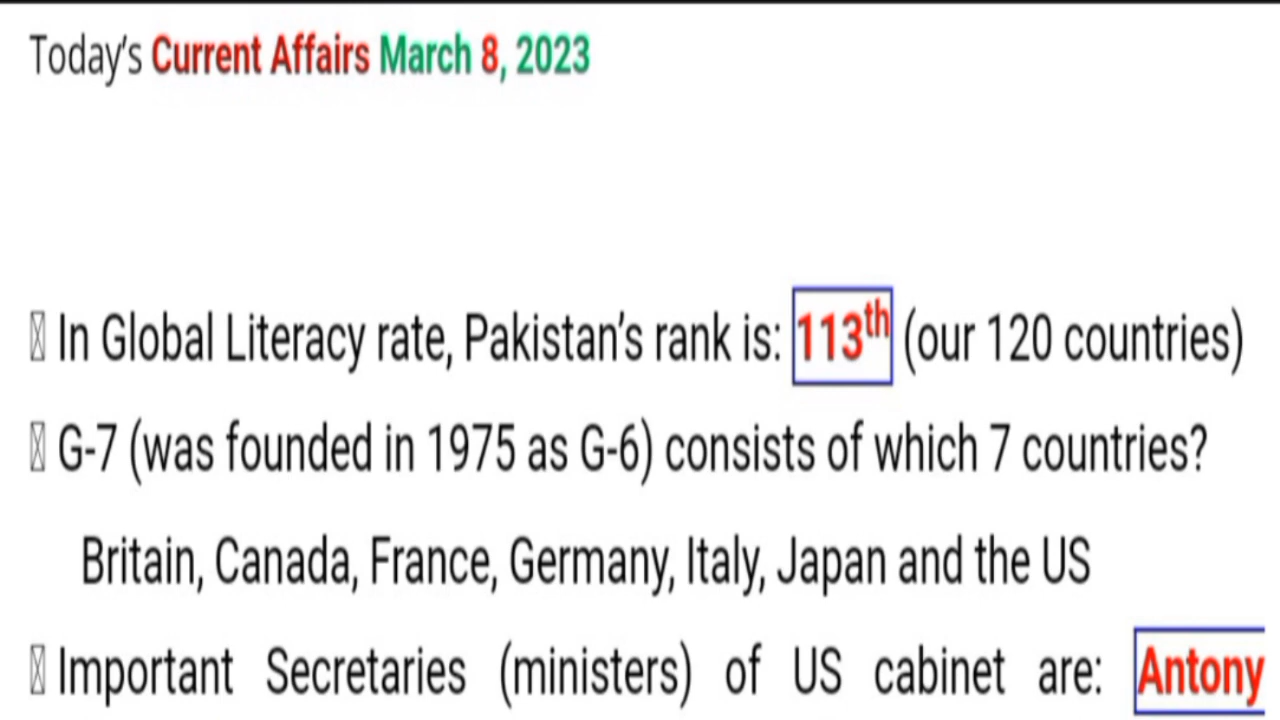 Today's Current Affairs March 8, 2023
In Global Literacy rate, Pakistan's rank is: 113th (our 120 countries)
G-7 (was founded in 1975 as G-6) consists of which 7 countries?
Britain, Canada, France, Germany, Italy, Japan and the US
Important Secretaries (ministers) of US cabinet are: Antony